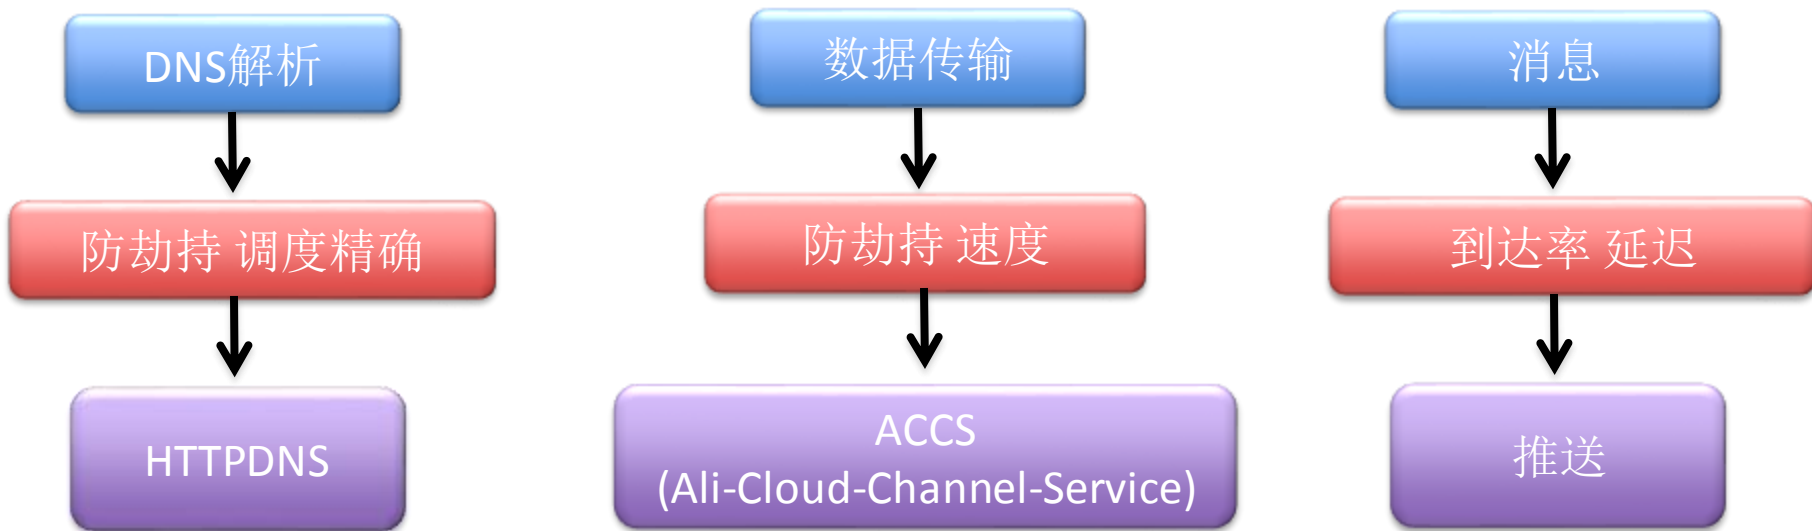 DNS解析
数据传输
消息
防劫持 调度精确
防劫持 速度
到达率 延迟
HTTPDNS
ACCS
(Ali-Cloud-Channel-Service)
推送